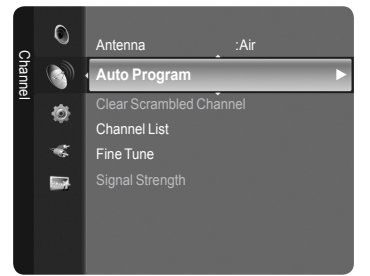 Channel
Antenna :Air
Auto Program
Clear Scrambled Channel
Channel List
Fine Tune
Signal Strength